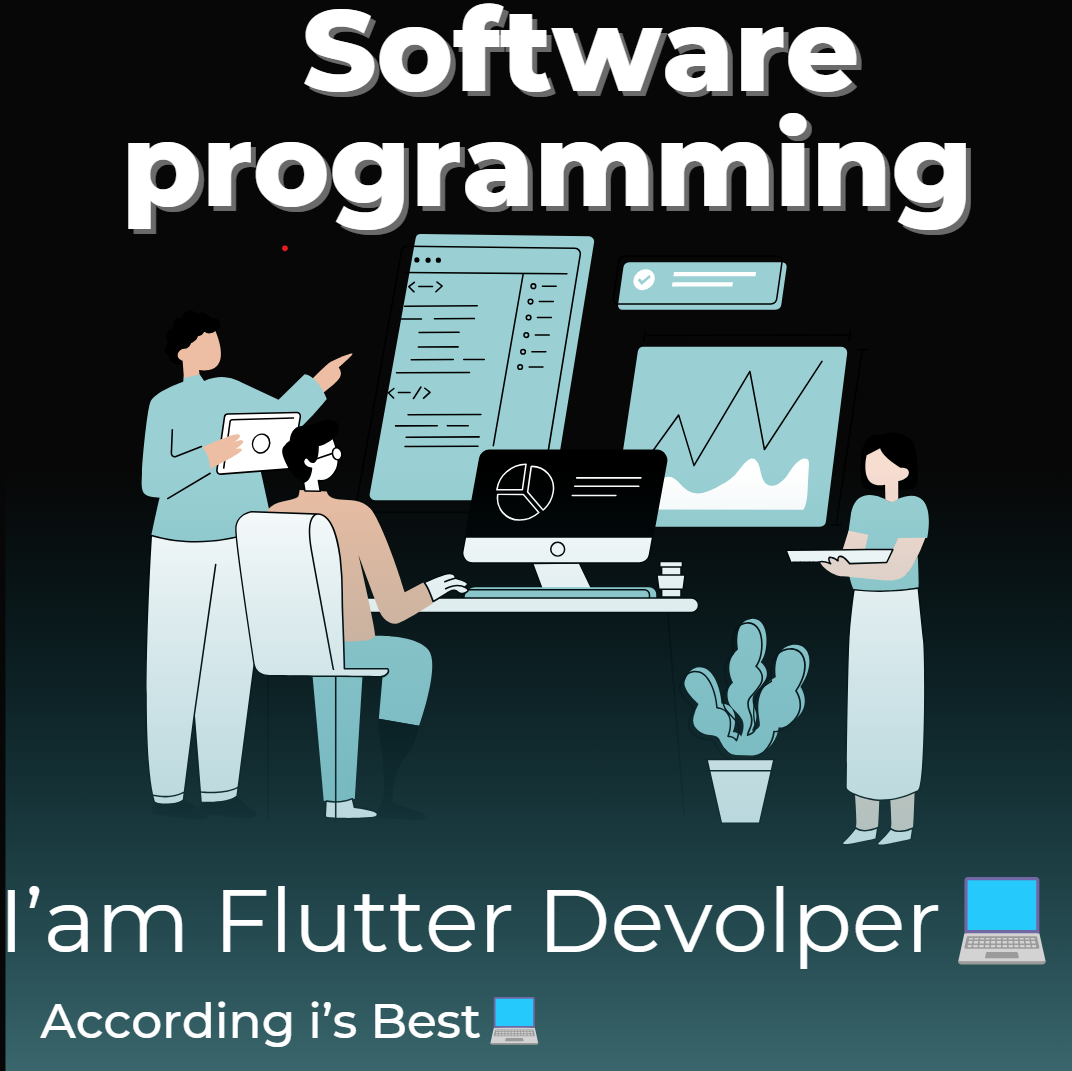 Software
programming
<->
<-/>
I’am Flutter Devolper💻
According i’s Best💻